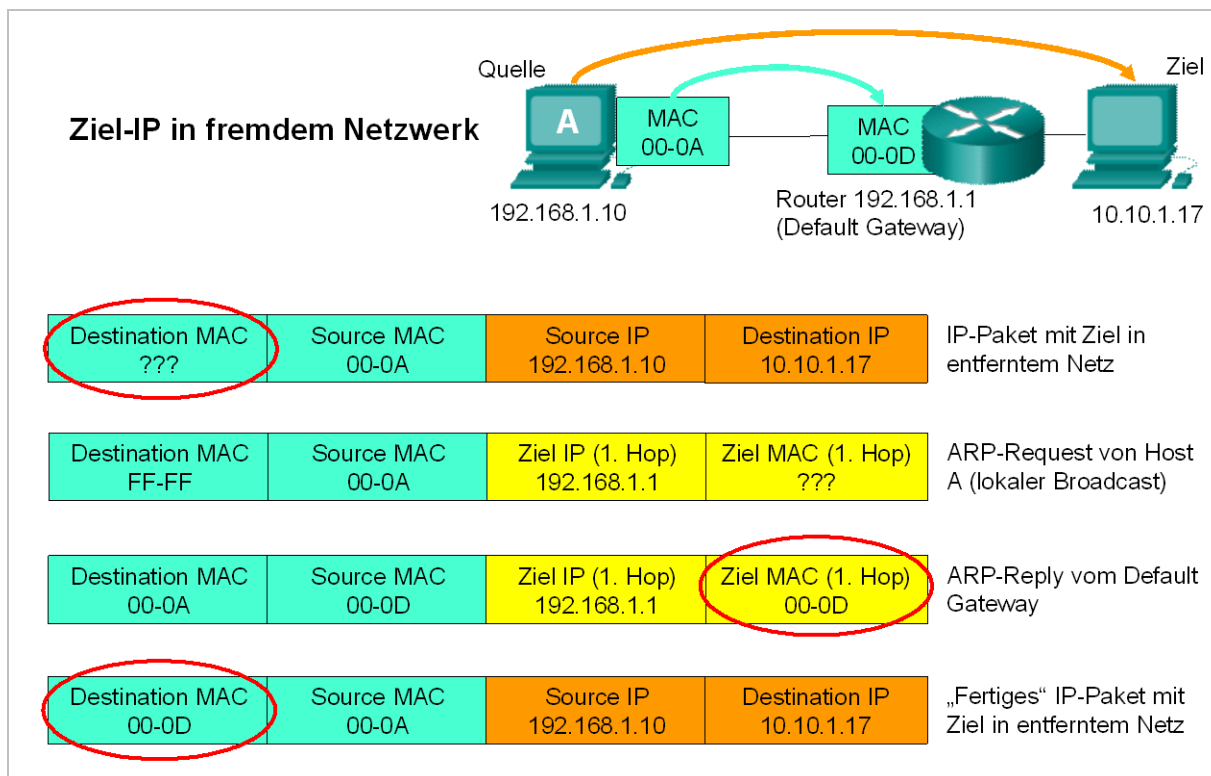 Quelle
Ziel
Ziel-IP in fremdem Netzwerk
A
MAC
00-0A
MAC
00-0D
192.168.1.10
Router 192.168.1.1
(Default Gateway)
10.10.1.17
Destination MAC
???
Source MAC
00-0A
Source IP
192.168.1.10
Destination IP
10.10.1.17
IP-Paket mit Ziel in
entferntem Netz
Destination MAC
FF-FF
Source MAC
00-0A
Ziel IP (1. Hop)
192.168.1.1
Ziel MAC (1. Hop)
???
ARP-Request von Host
A (lokaler Broadcast)
Destination MAC
00-0A
Source MAC
00-0D
Ziel IP (1. Hop)
192.168.1.1
Ziel MAC (1. Hop)
00-0D
ARP-Reply vom Default
Gateway
Destination MAC
00-0D
Source MAC
00-0A
Source IP
192.168.1.10
Destination IP
10.10.1.17
„Fertiges“ IP-Paket mit
Ziel in entferntem Netz